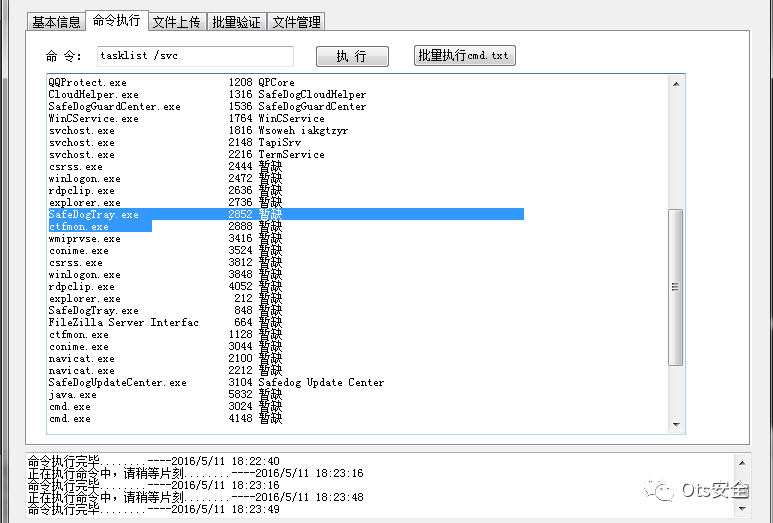 基本信息 命令执行 文件上传 批量验证 文件管理
命 令: tasklist /svc 执 行 批量执行cmd.txt
QQProtect.exe 1208 QPCore
CloudHelper.exe 1316 SafeDogCloudHelper
SafeDogGuardCenter.exe 1536 SafeDogGuardCenter
WinCService.exe 1764 WinCService
svchost.exe 1816 Wsoweh iakgtzyr
svchost.exe 2148 TapiSrv
svchost.exe 2216 TermService
csrss.exe 2444 暂缺
winlogon.exe 2472 暂缺
rdpclip.exe 2636 暂缺
explorer.exe 2736 暂缺
SafeDogTray.exe 2852 暂缺
ctfmon.exe 2888 暂缺
wmiprvse.exe 3416 暂缺
conime.exe 3524 暂缺
csrss.exe 3812 暂缺
winlogon.exe 3848 暂缺
rdpclip.exe 4052 暂缺
explorer.exe 212 暂缺
SafeDogTray.exe 848 暂缺
FileZilla Server Interfac 664 暂缺
ctfmon.exe 1128 暂缺
conime.exe 3044 暂缺
navicat.exe 2100 暂缺
navicat.exe 2212 暂缺
SafeDogUpdateCenter.exe 3104 Safedog Update Center
java.exe 5832 暂缺
cmd.exe 3024 暂缺
cmd.exe 4148 暂缺
命令执行完毕........----2016/5/11 18:22:40
正在执行命令中，请稍等片刻........----2016/5/11 18:23:16
命令执行完毕........----2016/5/11 18:23:16
正在执行命令中，请稍等片刻........----2016/5/11 18:23:48
命令执行完毕........----2016/5/11 18:23:49
Ots安全